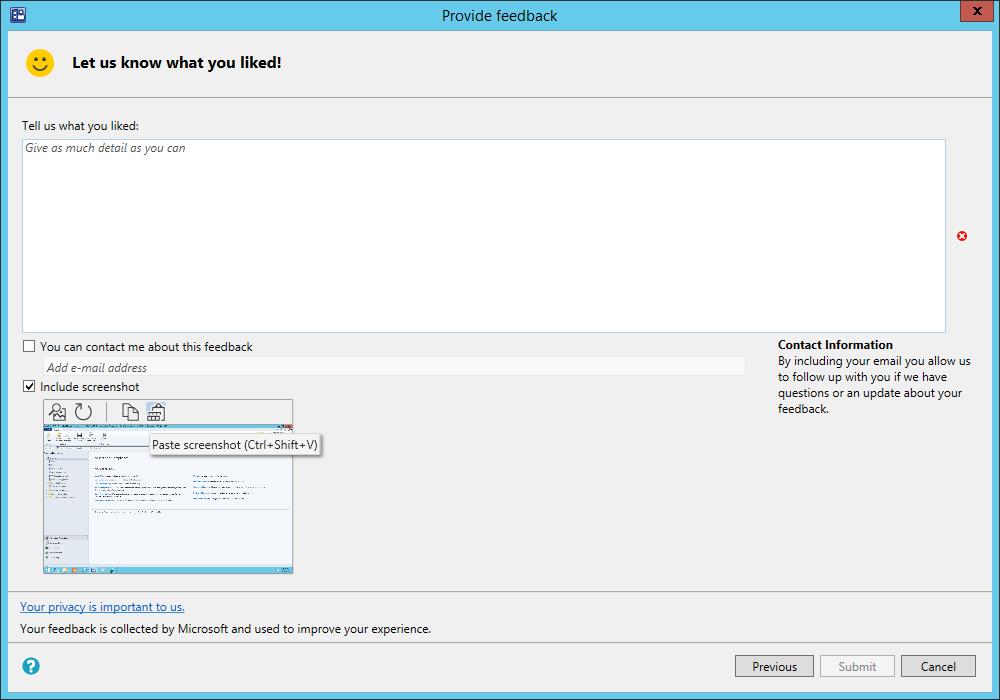 Provide feedback
Let us know what you liked!
Tell us what you liked:
Give as much detail as you can
You can contact me about this feedback
Add e-mail address
Include screenshot
Paste screenshot (Ctrl+Shift+V)
Contact Information
By including your email you allow us
to follow up with you if we have
questions or an update about your
feedback.
Your privacy is important to us.
Your feedback is collected by Microsoft and used to improve your experience.
Previous
Submit
Cancel